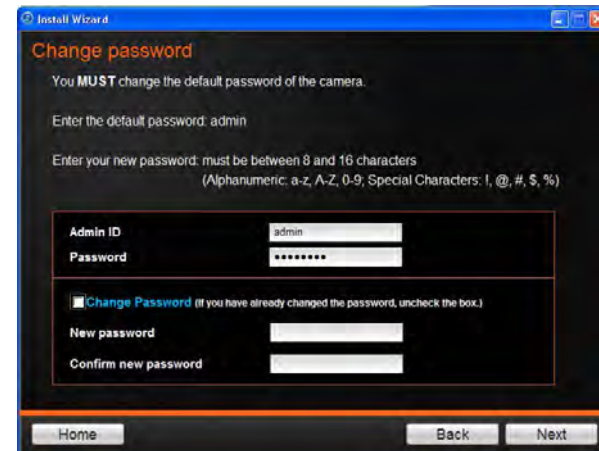 Install Wizard
Change password
You MUST change the default password of the camera.
Enter the default password: admin
Enter your new password: must be between 8 and 16 characters
(Alphanumeric: a-z, A-Z, 0-9; Special Characters: !, @, #, $, %)
Admin ID admin
Password ••••••••
Change Password (If you have already changed the password, uncheck the box.)
New password
Confirm new password
Home Back Next